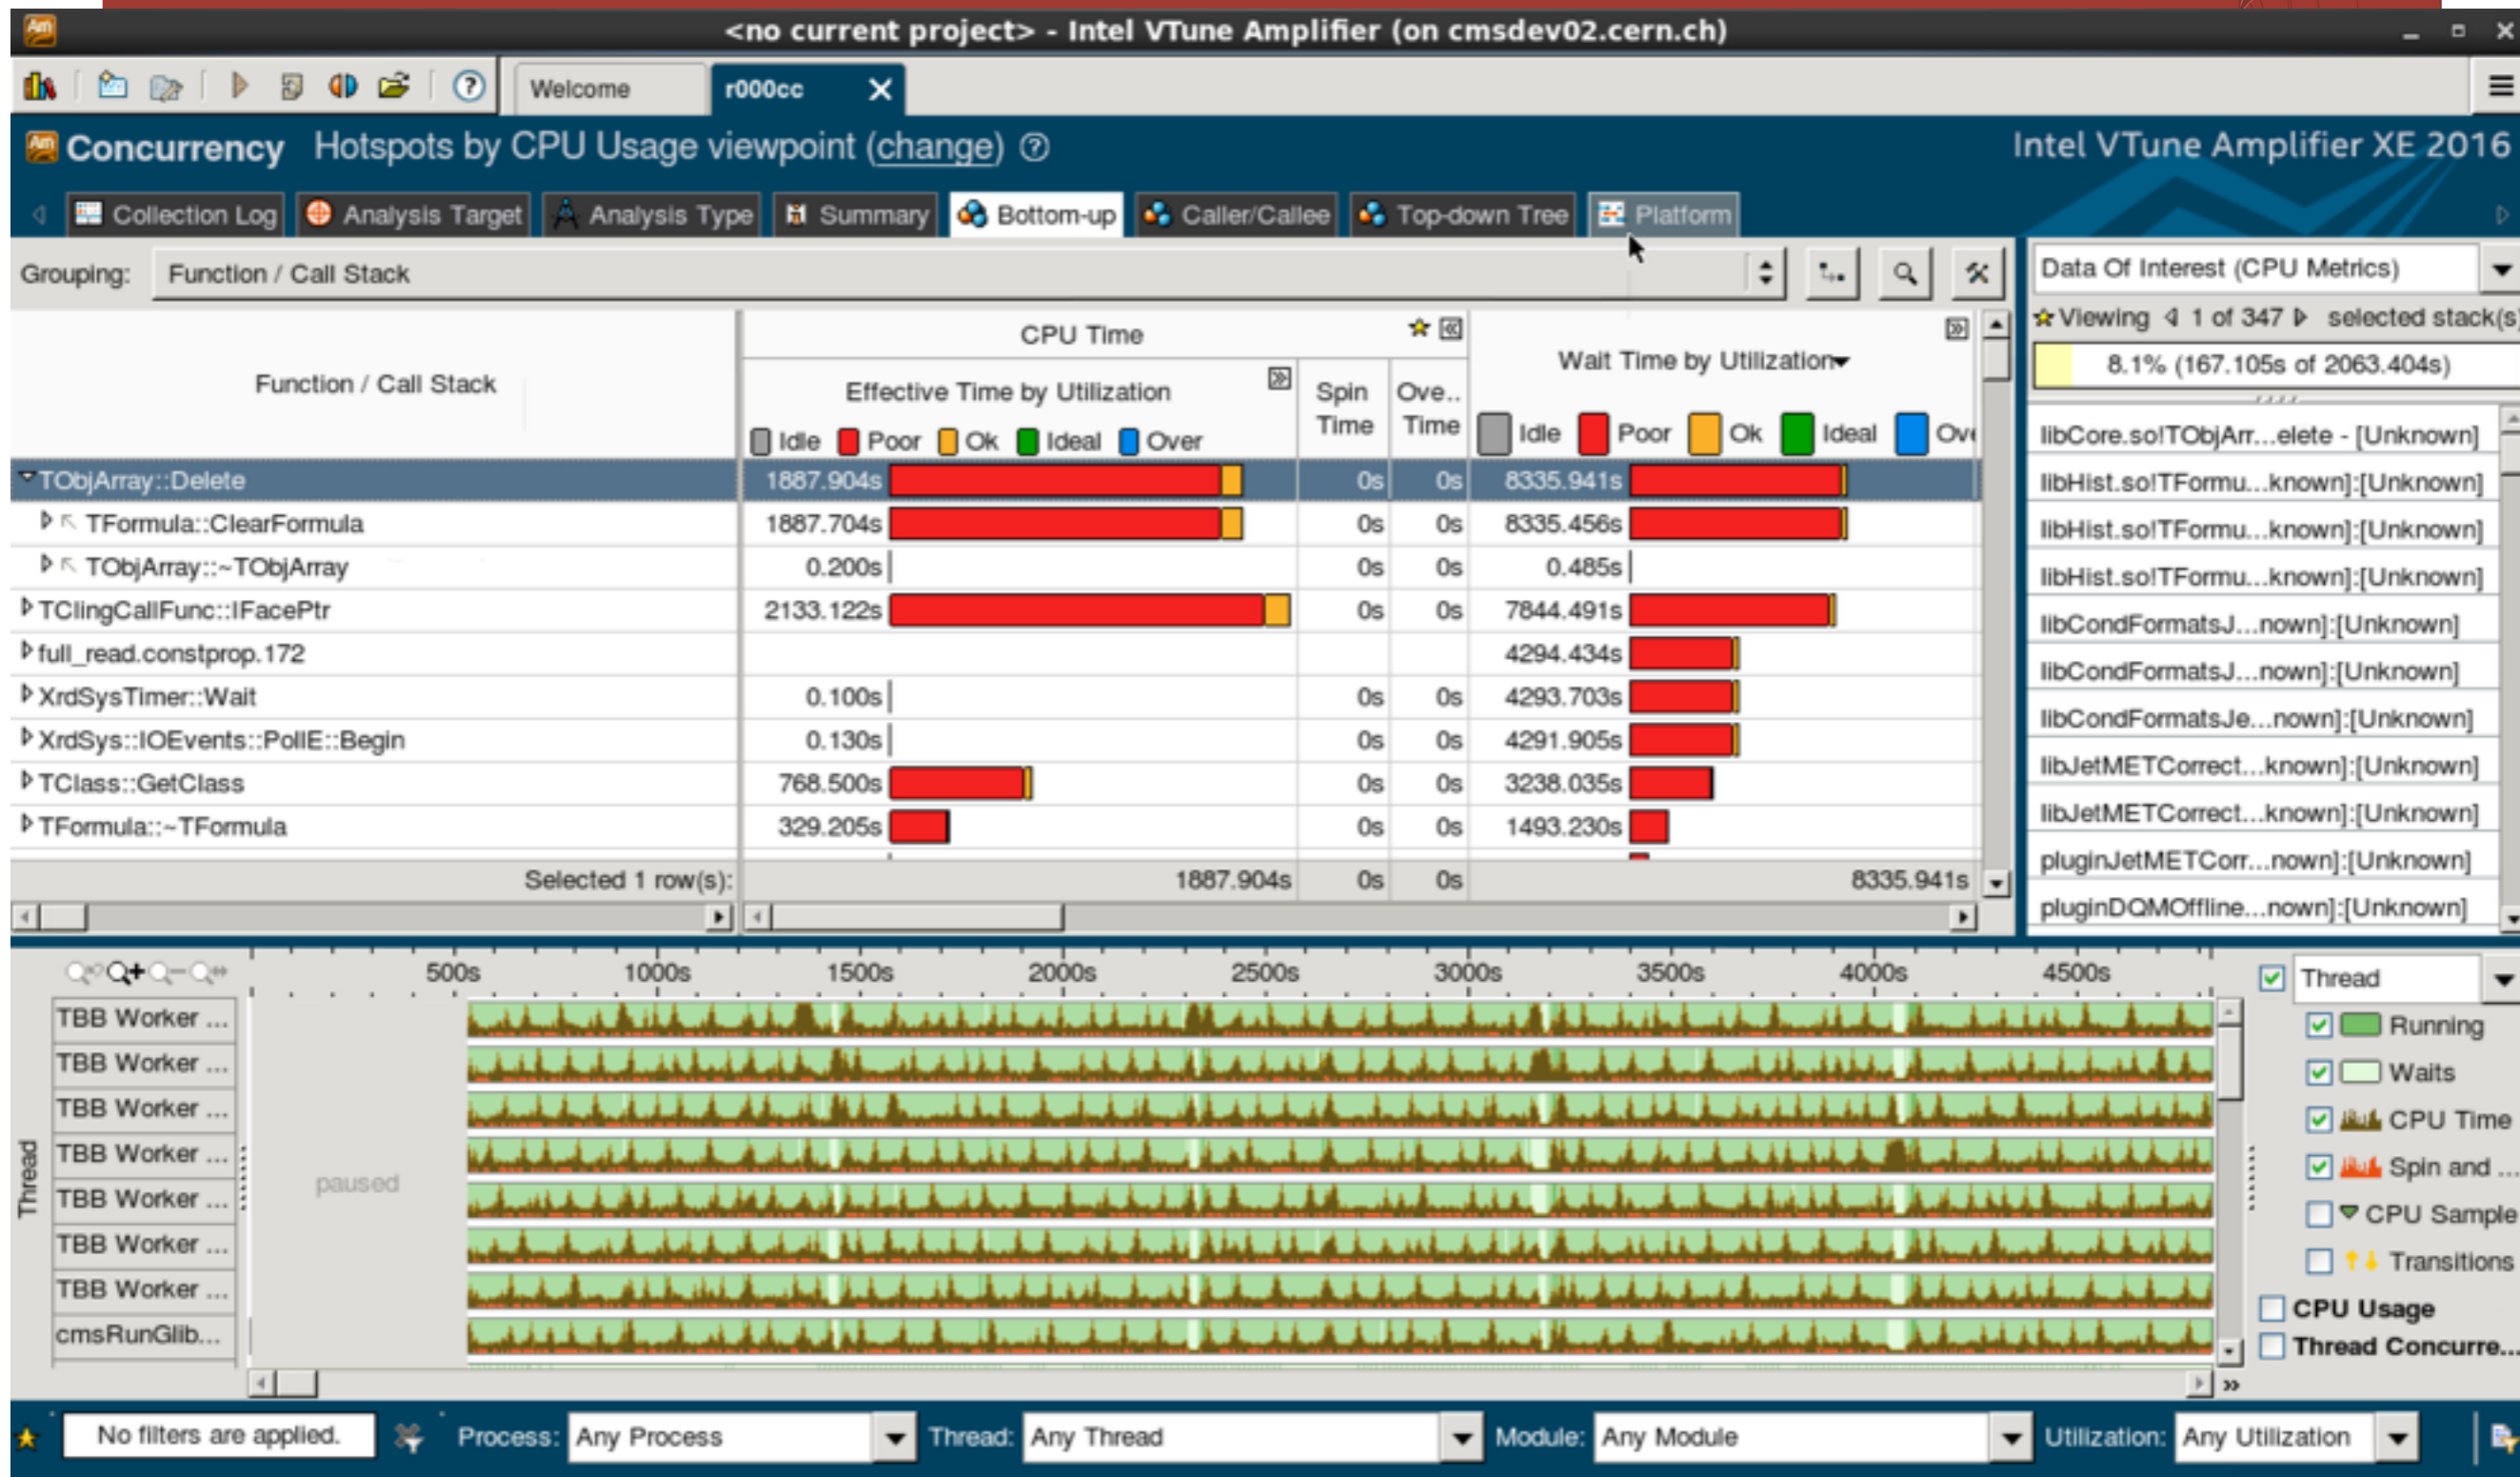 <no current project> - Intel VTune Amplifier (on cmsdev02.cern.ch)
Welcome r000cc
Concurrency Hotspots by CPU Usage viewpoint (change) Intel VTune Amplifier XE 2016
Collection Log Analysis Target Analysis Type Summary Bottom-up Caller/Callee Top-down Tree Platform
Grouping: Function / Call Stack
Function / Call Stack
CPU Time
Effective Time by Utilization
Idle Poor Ok Ideal Over
Spin Time
Ove.. Time
Wait Time by Utilization
Idle Poor Ok Ideal Ove
TObjArray::Delete 1887.904s 0s 0s 8335.941s
TFormula::ClearFormula 1887.704s 0s 0s 8335.456s
TObjArray::~TObjArray 0.200s 0s 0s 0.485s
TClingCallFunc::IFacePtr 2133.122s 0s 0s 7844.491s
full_read.constprop.172 4294.434s
XrdSysTimer::Wait 0.100s 0s 0s 4293.703s
XrdSys::IOEvents::PollE::Begin 0.130s 0s 0s 4291.905s
TClass::GetClass 768.500s 0s 0s 3238.035s
TFormula::~TFormula 329.205s 0s 0s 1493.230s
Selected 1 row(s): 1887.904s 0s 0s 8335.941s
Data Of Interest (CPU Metrics)
Viewing 1 of 347 selected stack(s)
8.1% (167.105s of 2063.404s)
libCore.so!TObjArr...elete - [Unknown]
libHist.so!TFormu...known]:[Unknown]
libHist.so!TFormu...known]:[Unknown]
libHist.so!TFormu...known]:[Unknown]
libCondFormatsJ...nown]:[Unknown]
libCondFormatsJ...nown]:[Unknown]
libCondFormatsJe...nown]:[Unknown]
libJetMETCorrect...known]:[Unknown]
libJetMETCorrect...known]:[Unknown]
pluginJetMETCorr...nown]:[Unknown]
pluginDQMOffline...nown]:[Unknown]
500s 1000s 1500s 2000s 2500s 3000s 3500s 4000s 4500s
Thread
TBB Worker ...
TBB Worker ...
TBB Worker ...
TBB Worker ...
TBB Worker ...
TBB Worker ...
TBB Worker ...
cmsRunGlib...
paused
Thread
Running
Waits
CPU Time
Spin and ...
CPU Sample
Transitions
CPU Usage
Thread Concurre...
No filters are applied. Process: Any Process Thread: Any Thread Module: Any Module Utilization: Any Utilization